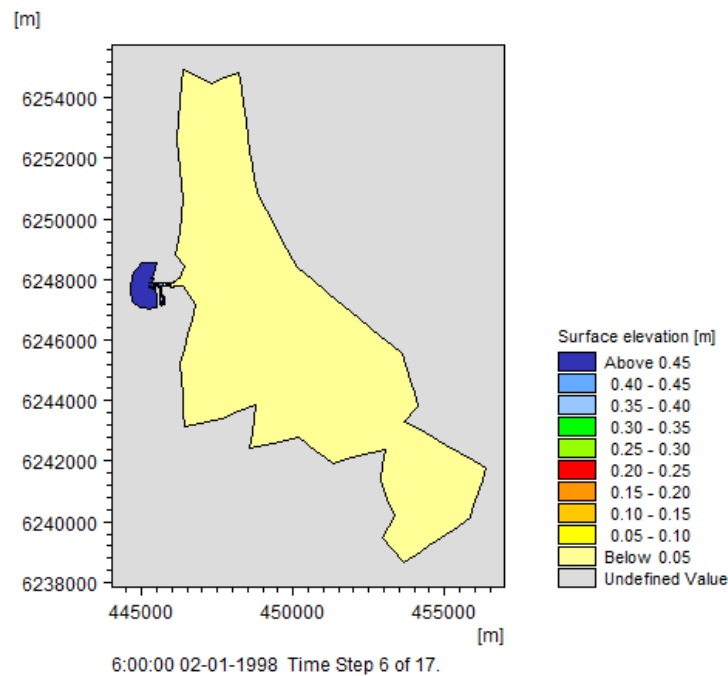 [m]
6254000
6252000
6250000
6248000
6246000
6244000
6242000
6240000
6238000
445000 450000 455000
[m]
6:00:00 02-01-1998 Time Step 6 of 17.
Surface elevation [m]
Above 0.45
0.40 - 0.45
0.35 - 0.40
0.30 - 0.35
0.25 - 0.30
0.20 - 0.25
0.15 - 0.20
0.10 - 0.15
0.05 - 0.10
Below 0.05
Undefined Value